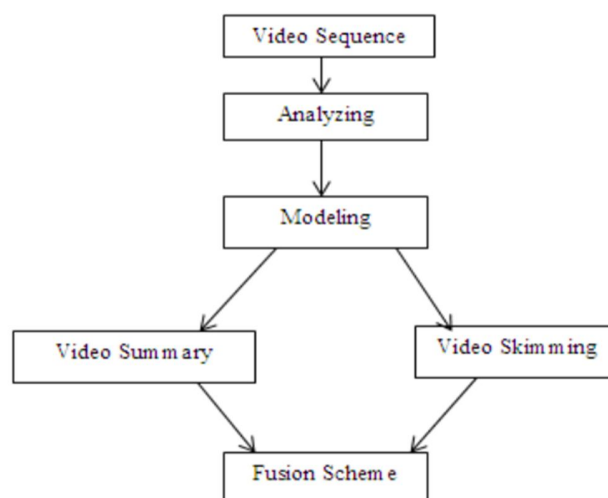 Video Sequence
Analyzing
Modeling
Video Summary
Video Skimming
Fusion Scheme